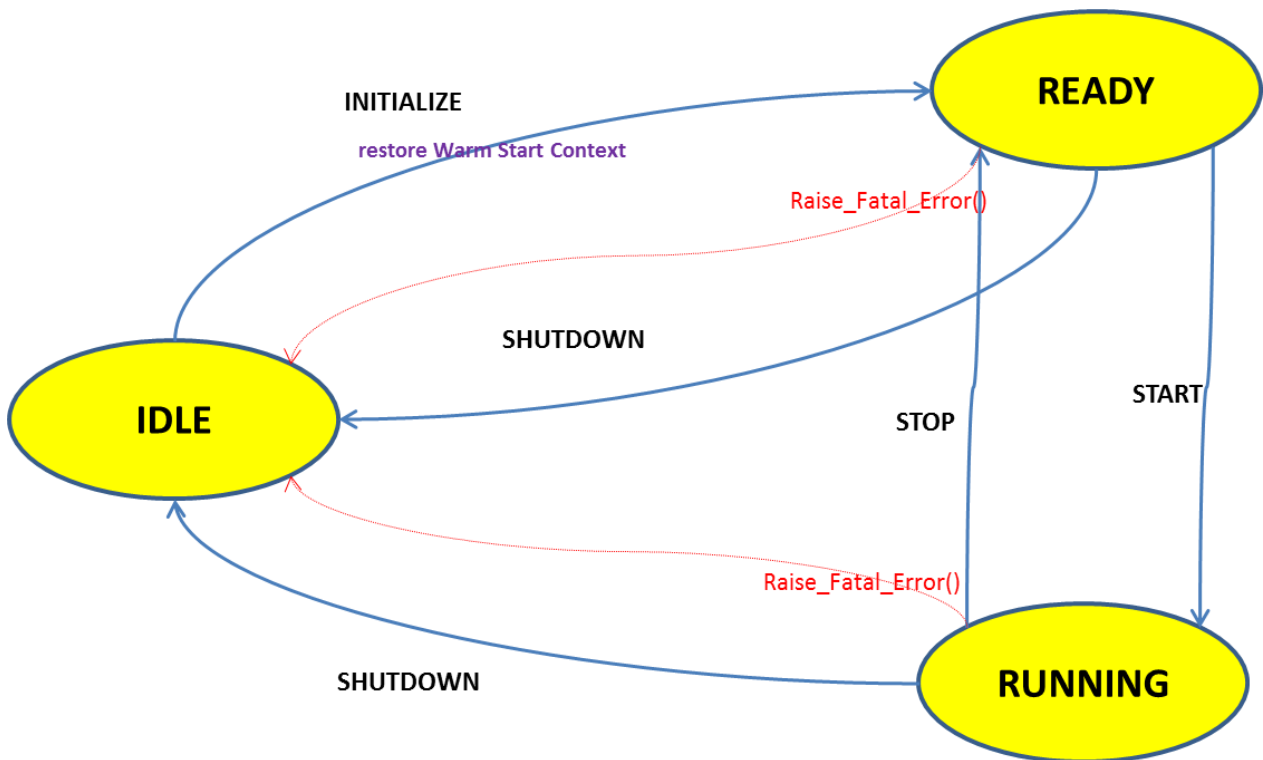 READY
INITIALIZE
restore Warm Start Context
Raise_Fatal_Error()
SHUTDOWN
START
IDLE
STOP
Raise_Fatal_Error()
SHUTDOWN
RUNNING